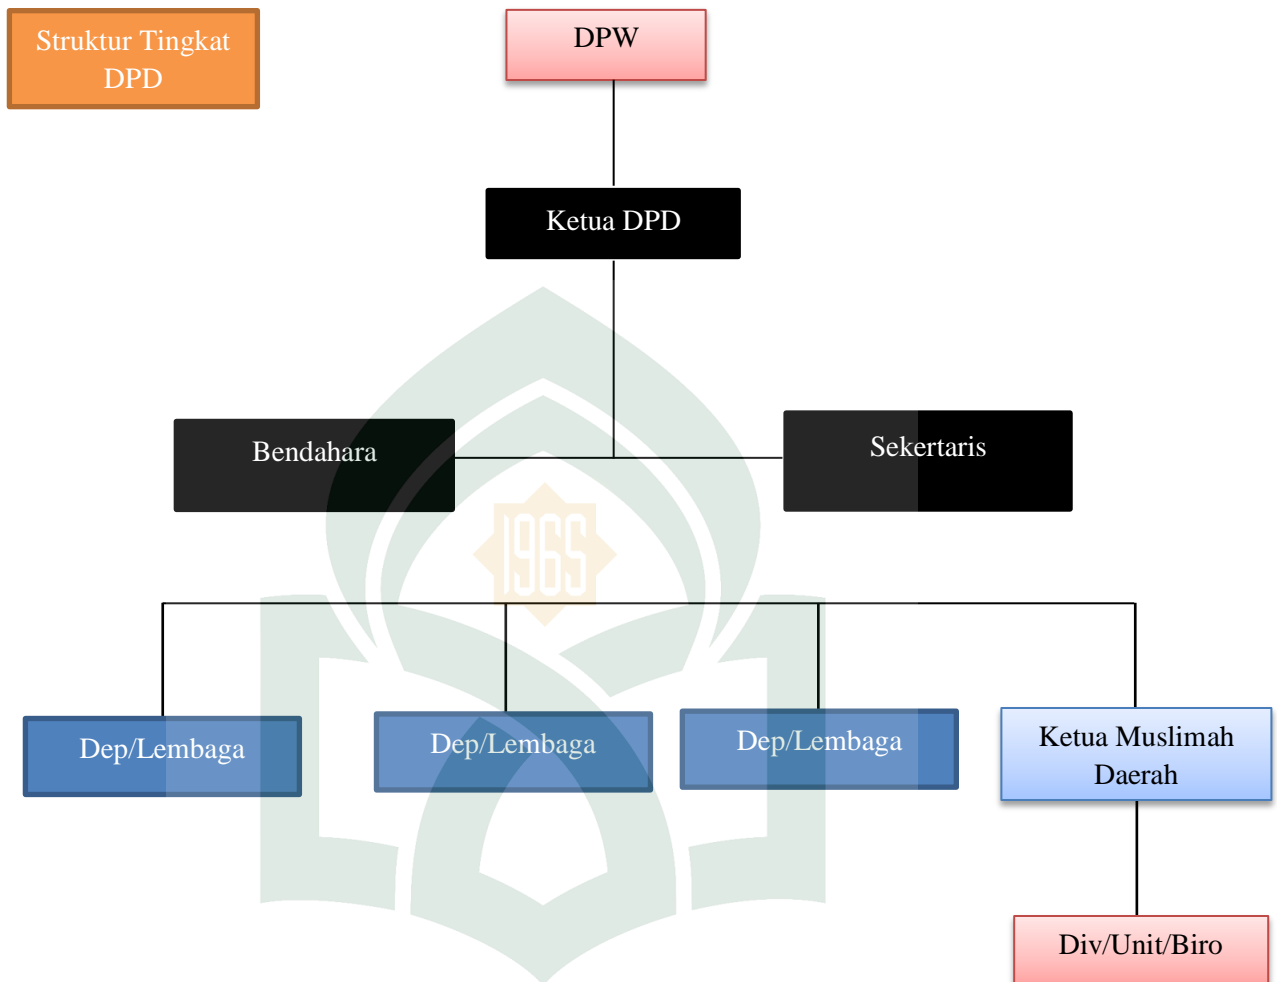 Struktur Tingkat
DPD
DPW
Ketua DPD
Bendahara
Sekertaris
1965
Dep/Lembaga
Dep/Lembaga
Dep/Lembaga
Ketua Muslimah
Daerah
Div/Unit/Biro